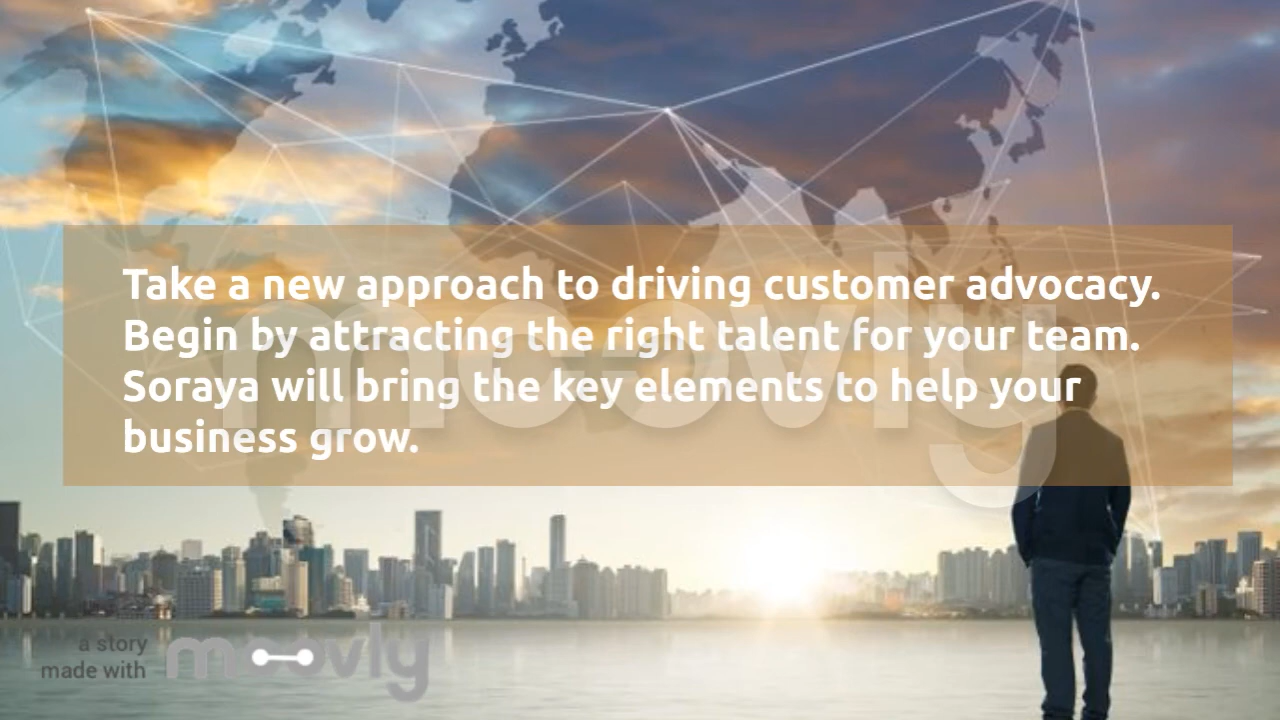 Take a new approach to driving customer advocacy.
Begin by attracting the right talent for your team.
Soraya will bring the key elements to help your
business grow.
moovly
a story
made with
moovly